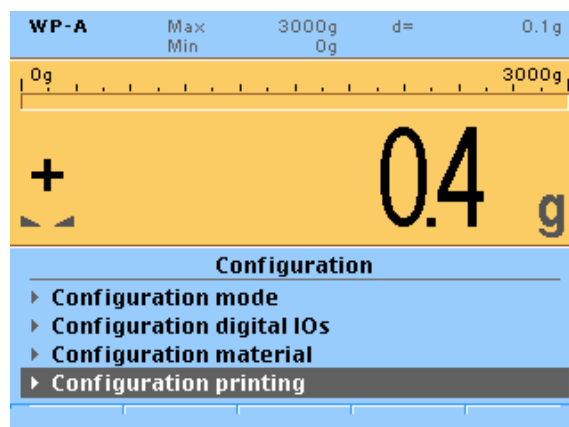 WP-A Max 3000g d= 0.1g
Min 0g
0g 3000g
+ 0.4 g
Configuration
Configuration mode
Configuration digital IOs
Configuration material
Configuration printing